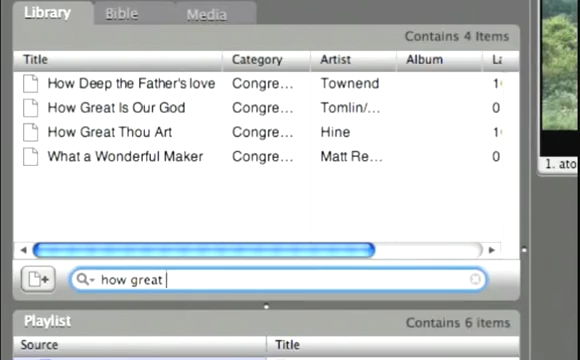 Library Bible Media
Contains 4 Items
Title Category Artist Album
How Deep the Father's love Congre... Townend
How Great Is Our God Congre... Tomlin/... 0
How Great Thou Art Congre... Hine
What a Wonderful Maker Congre... Matt Re... 0
1. ato
how great
Playlist Contains 6 items
Source Title